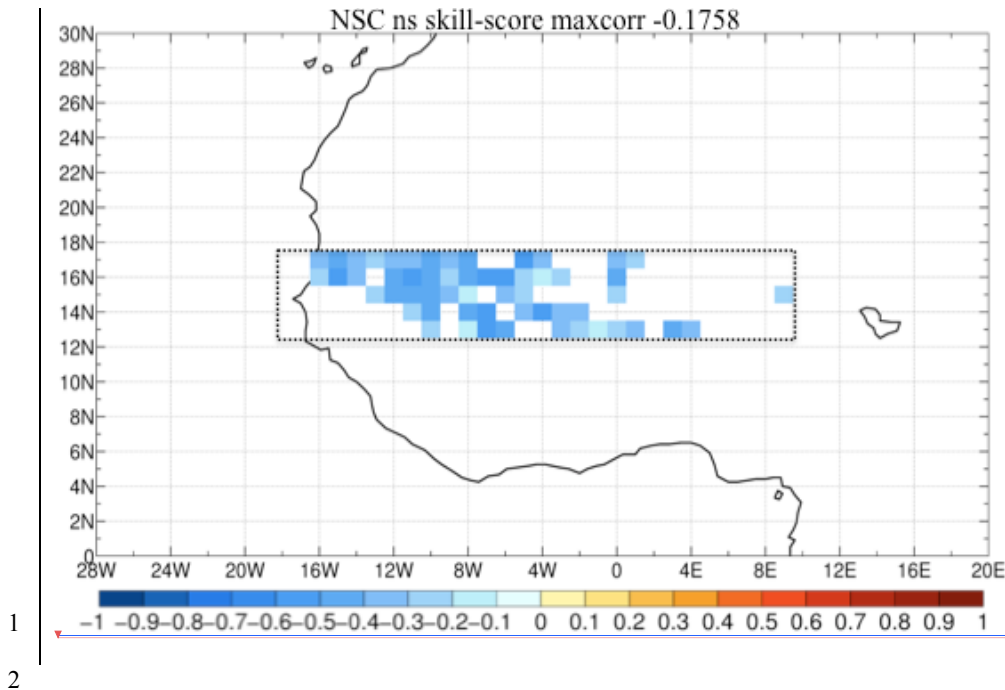 NSC ns skill-score maxcorr -0.1758
30N
28N
26N
24N
22N
20N
18N
16N
14N
12N
10N
8N
6N
4N
2N
0
28W 24W 20W 16W 12W 8W 4W 0 4E 8E 12E 16E 20E
-1 -0.9-0.8-0.7-0.6-0.5-0.4-0.3-0.2-0.1 0 0.1 0.2 0.3 0.4 0.5 0.6 0.7 0.8 0.9 1
1
2